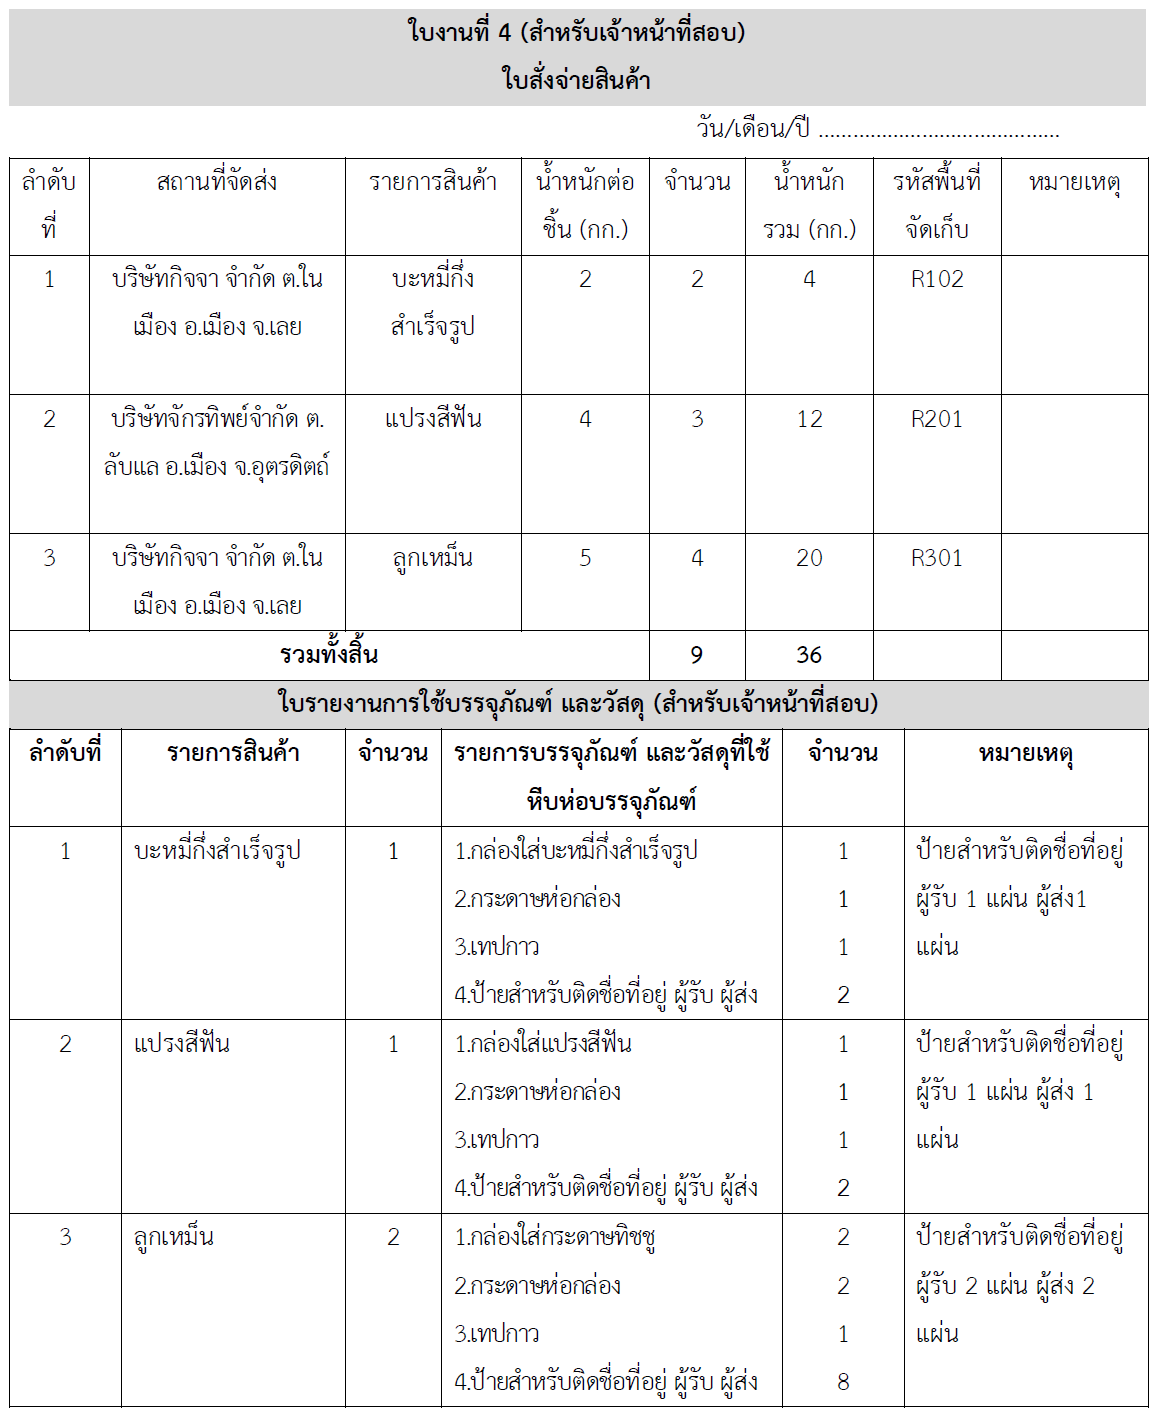 ใบงานที่ 4 (สำหรับเจ้าหน้าที่สอบ)
ใบสั่งจ่ายสินค้า
วัน/เดือน/ปี ..........................................
ลำดับ สถานที่จัดส่ง รายการสินค้า น้ำหนักต่อ จำนวน น้ำหนัก รหัสพื้นที่ หมายเหตุ
ที่ ชิ้น (กก.) รวม (กก.) จัดเก็บ
1 บริษัทกิจจา จำกัด ต.ใน บะหมี่กึ่ง 2 2 4 R102
เมือง อ.เมือง จ.เลย สำเร็จรูป
2 บริษัทจักรทิพย์จำกัด ต. แปรงสีฟัน 4 3 12 R201
ลับแล อ.เมือง จ.อุตรดิตถ์
3 บริษัทกิจจา จำกัด ต.ใน ลูกเหม็น 5 4 20 R301
เมือง อ.เมือง จ.เลย
รวมทั้งสิ้น 9 36
ใบรายงานการใช้บรรจุภัณฑ์ และวัสดุ (สำหรับเจ้าหน้าที่สอบ)
ลำดับที่ รายการสินค้า จำนวน รายการบรรจุภัณฑ์ และวัสดุที่ใช้ จำนวน หมายเหตุ
หีบห่อบรรจุภัณฑ์
1 บะหมี่กึ่งสำเร็จรูป 1 1.กล่องใส่บะหมี่กึ่งสำเร็จรูป 1 ป้ายสำหรับติดชื่อที่อยู่
2.กระดาษห่อกล่อง 1 ผู้รับ 1 แผ่น ผู้ส่ง1
3.เทปกาว 1 แผ่น
4.ป้ายสำหรับติดชื่อที่อยู่ ผู้รับ ผู้ส่ง 2
2 แปรงสีฟัน 1 1.กล่องใส่แปรงสีฟัน 1 ป้ายสำหรับติดชื่อที่อยู่
2.กระดาษห่อกล่อง 1 ผู้รับ 1 แผ่น ผู้ส่ง 1
3.เทปกาว 1 แผ่น
4.ป้ายสำหรับติดชื่อที่อยู่ ผู้รับ ผู้ส่ง 2
3 ลูกเหม็น 2 1.กล่องใส่กระดาษทิชชู 2 ป้ายสำหรับติดชื่อที่อยู่
2.กระดาษห่อกล่อง 2 ผู้รับ 2 แผ่น ผู้ส่ง 2
3.เทปกาว 1 แผ่น
4.ป้ายสำหรับติดชื่อที่อยู่ ผู้รับ ผู้ส่ง 8